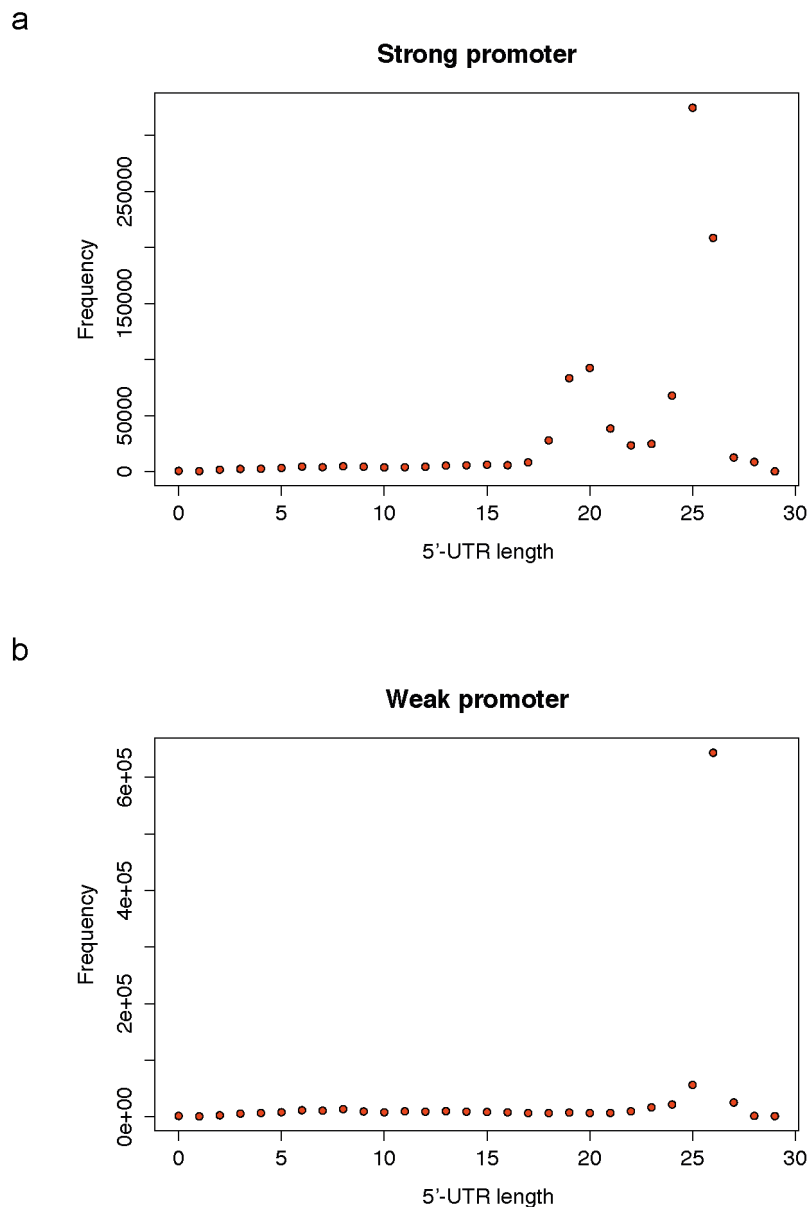 a
Strong promoter
Frequency
250000
150000
50000
0
0 5 10 15 20 25 30
5'-UTR length
b
Weak promoter
Frequency
6e+05
4e+05
2e+05
0e+00
0 5 10 15 20 25 30
5'-UTR length